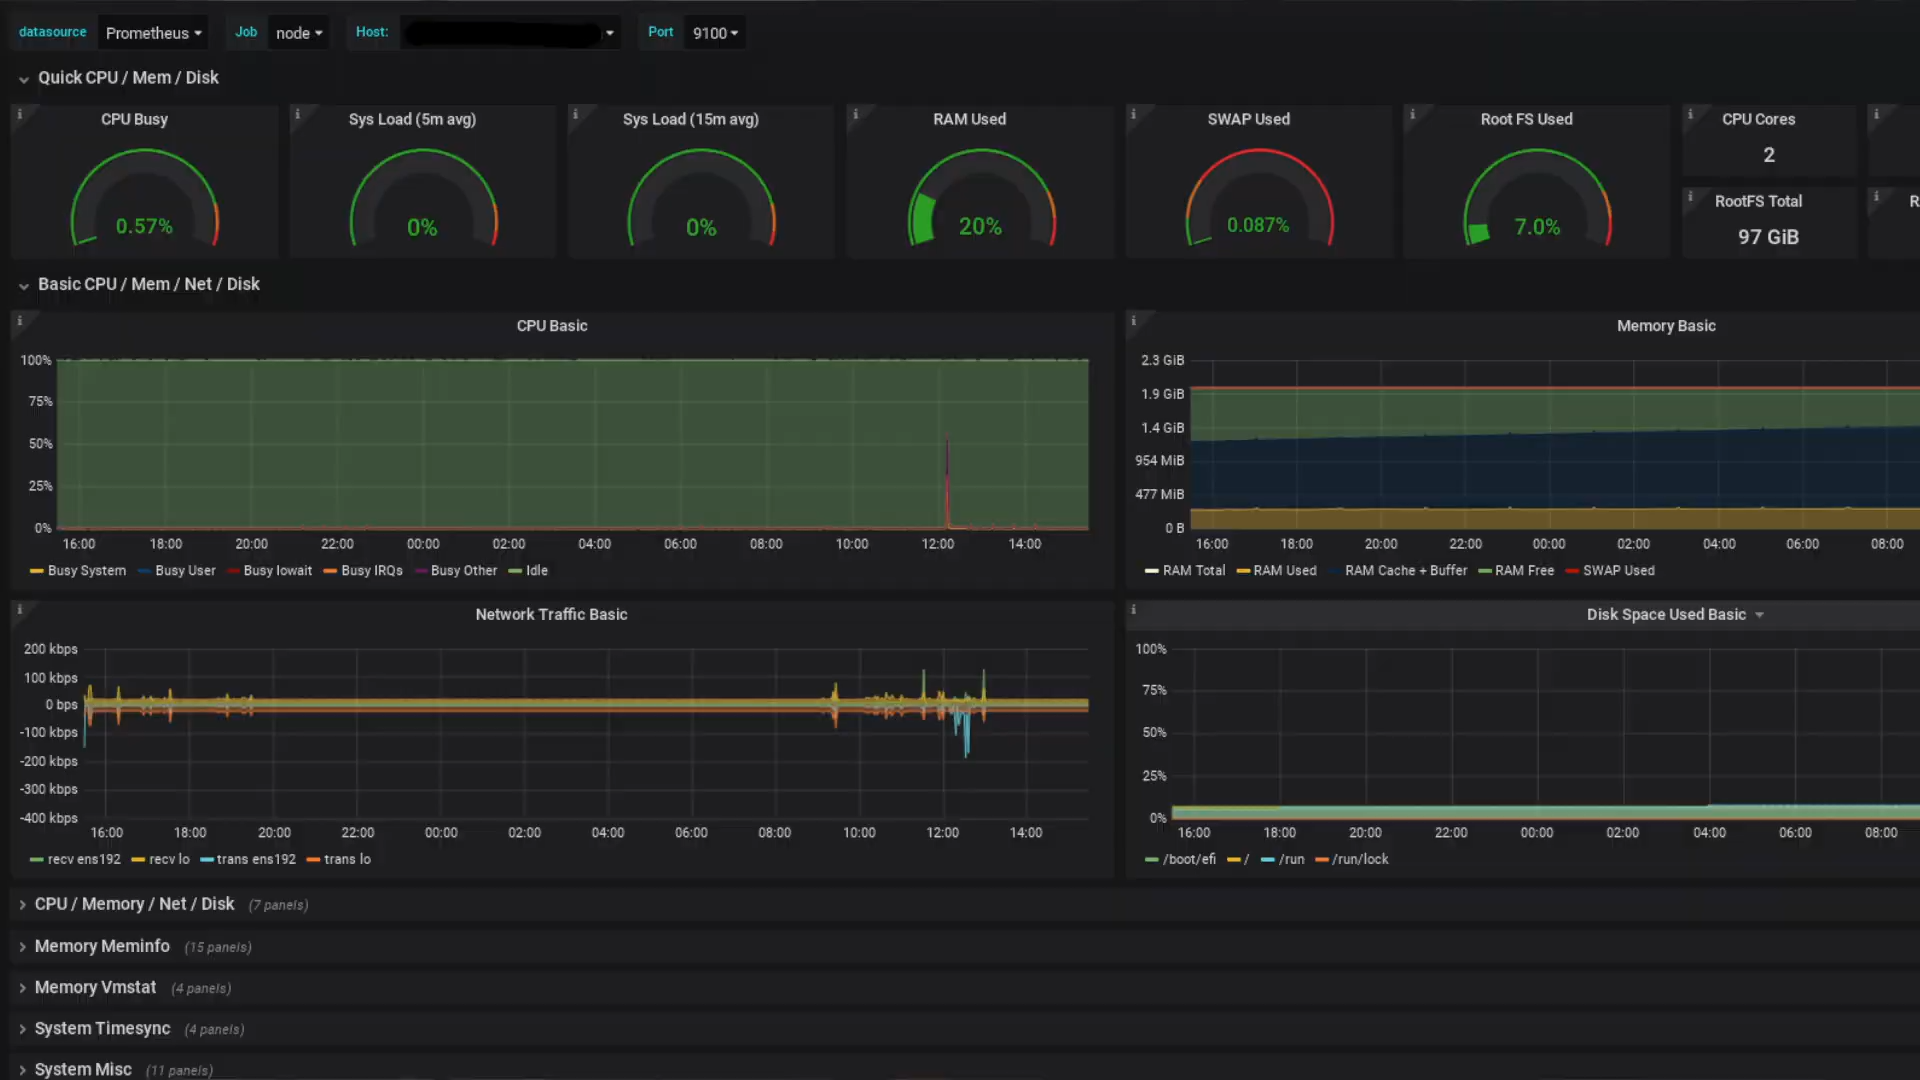 datasource Prometheus Job node Host: Port 9100
Quick CPU / Mem / Disk
CPU Busy Sys Load (5m avg) Sys Load (15m avg) RAM Used SWAP Used Root FS Used CPU Cores
2
RootFS Total R
0.57% 0% 0% 20% 0.087% 7.0% 97 GiB
Basic CPU / Mem / Net / Disk
CPU Basic
100%
75%
50%
25%
0%
16:00 18:00 20:00 22:00 00:00 02:00 04:00 06:00 08:00 10:00 12:00 14:00
Busy System Busy User Busy Iowait Busy IRQs Busy Other Idle
Memory Basic
2.3 GiB
1.9 GiB
1.4 GiB
954 MiB
477 MiB
0 B
16:00 18:00 20:00 22:00 00:00 02:00 04:00 06:00 08:00
RAM Total RAM Used RAM Cache + Buffer RAM Free SWAP Used
Network Traffic Basic
200 kbps
100 kbps
0 bps
-100 kbps
-200 kbps
-300 kbps
-400 kbps
16:00 18:00 20:00 22:00 00:00 02:00 04:00 06:00 08:00 10:00 12:00 14:00
recv ens192 recv lo trans ens192 trans lo
Disk Space Used Basic
100%
75%
50%
25%
0%
16:00 18:00 20:00 22:00 00:00 02:00 04:00 06:00 08:00
/boot/efi / /run /run/lock
CPU / Memory / Net / Disk (7 panels)
Memory Meminfo (15 panels)
Memory Vmstat (4 panels)
System Timesync (4 panels)
System Misc (11 panels)